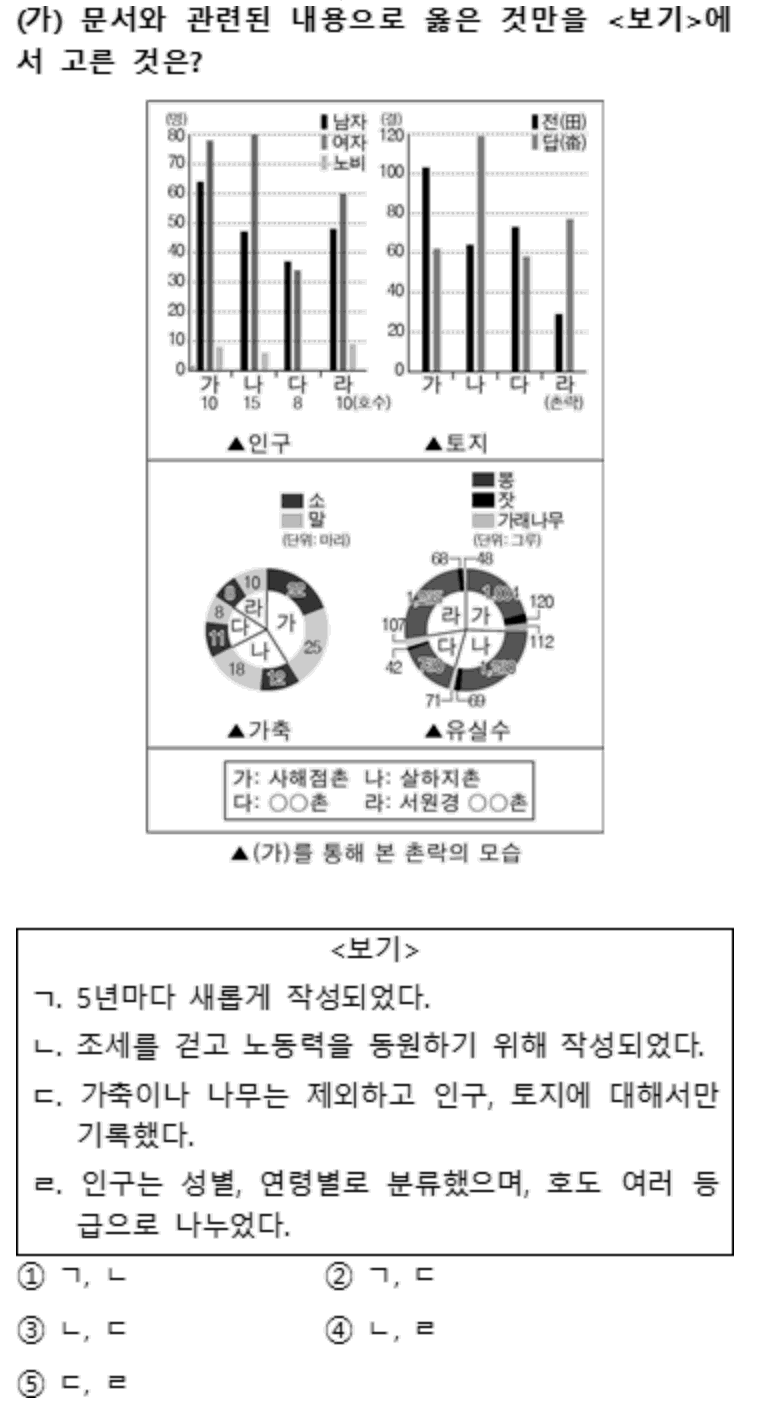 (가) 문서와 관련된 내용으로 옳은 것만을 <보기>에
서 고른 것은?
(명)
80
70
60
50
40
30
20
10
0
남자
여자
노비
가 나 다 라
10 15 8 10(호수)
▲인구
(결)
120
100
80
60
40
20
0
전(田)
답(畓)
가 나 다 라
(촌락)
▲토지
소
말
(단위: 마리)
가
나
다
라
22
25
12
18
11
8
10
▲가축
뽕
잣
가래나무
(단위: 그루)
가
나
다
라
120
112
69
71
42
107
68
48
▲유실수
가: 사해점촌 나: 살하지촌
다: ○○촌 라: 서원경 ○○촌
▲(가)를 통해 본 촌락의 모습
<보기>
ㄱ. 5년마다 새롭게 작성되었다.
ㄴ. 조세를 걷고 노동력을 동원하기 위해 작성되었다.
ㄷ. 가축이나 나무는 제외하고 인구, 토지에 대해서만
기록했다.
ㄹ. 인구는 성별, 연령별로 분류했으며, 호도 여러 등
급으로 나누었다.
① ㄱ, ㄴ ② ㄱ, ㄷ
③ ㄴ, ㄷ ④ ㄴ, ㄹ
⑤ ㄷ, ㄹ